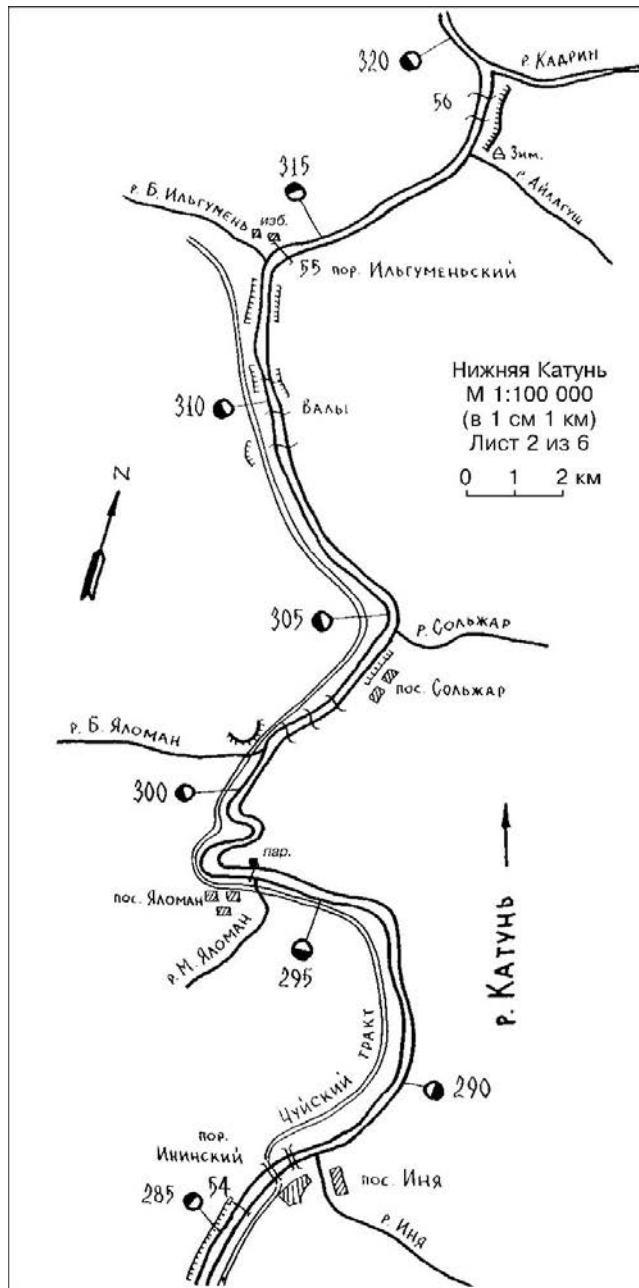 320
р. Кадрин
56
Зим.
315
р. Айлагуш
р. Б. Ильгумень
изб.
55 пор. Ильгуменьский
Нижняя Катунь
М 1:100 000
(в 1 см 1 км)
Лист 2 из 6
0 1 2 км
310
Валы
N
305
р. Сольжар
пос. Сольжар
р. Б. Яломан
300
пар.
пос. Яломан
р. М. Яломан
295
р. Катунь
Чуйский тракт
290
пор.
Ининский
54
285
пос. Иня
р. Иня